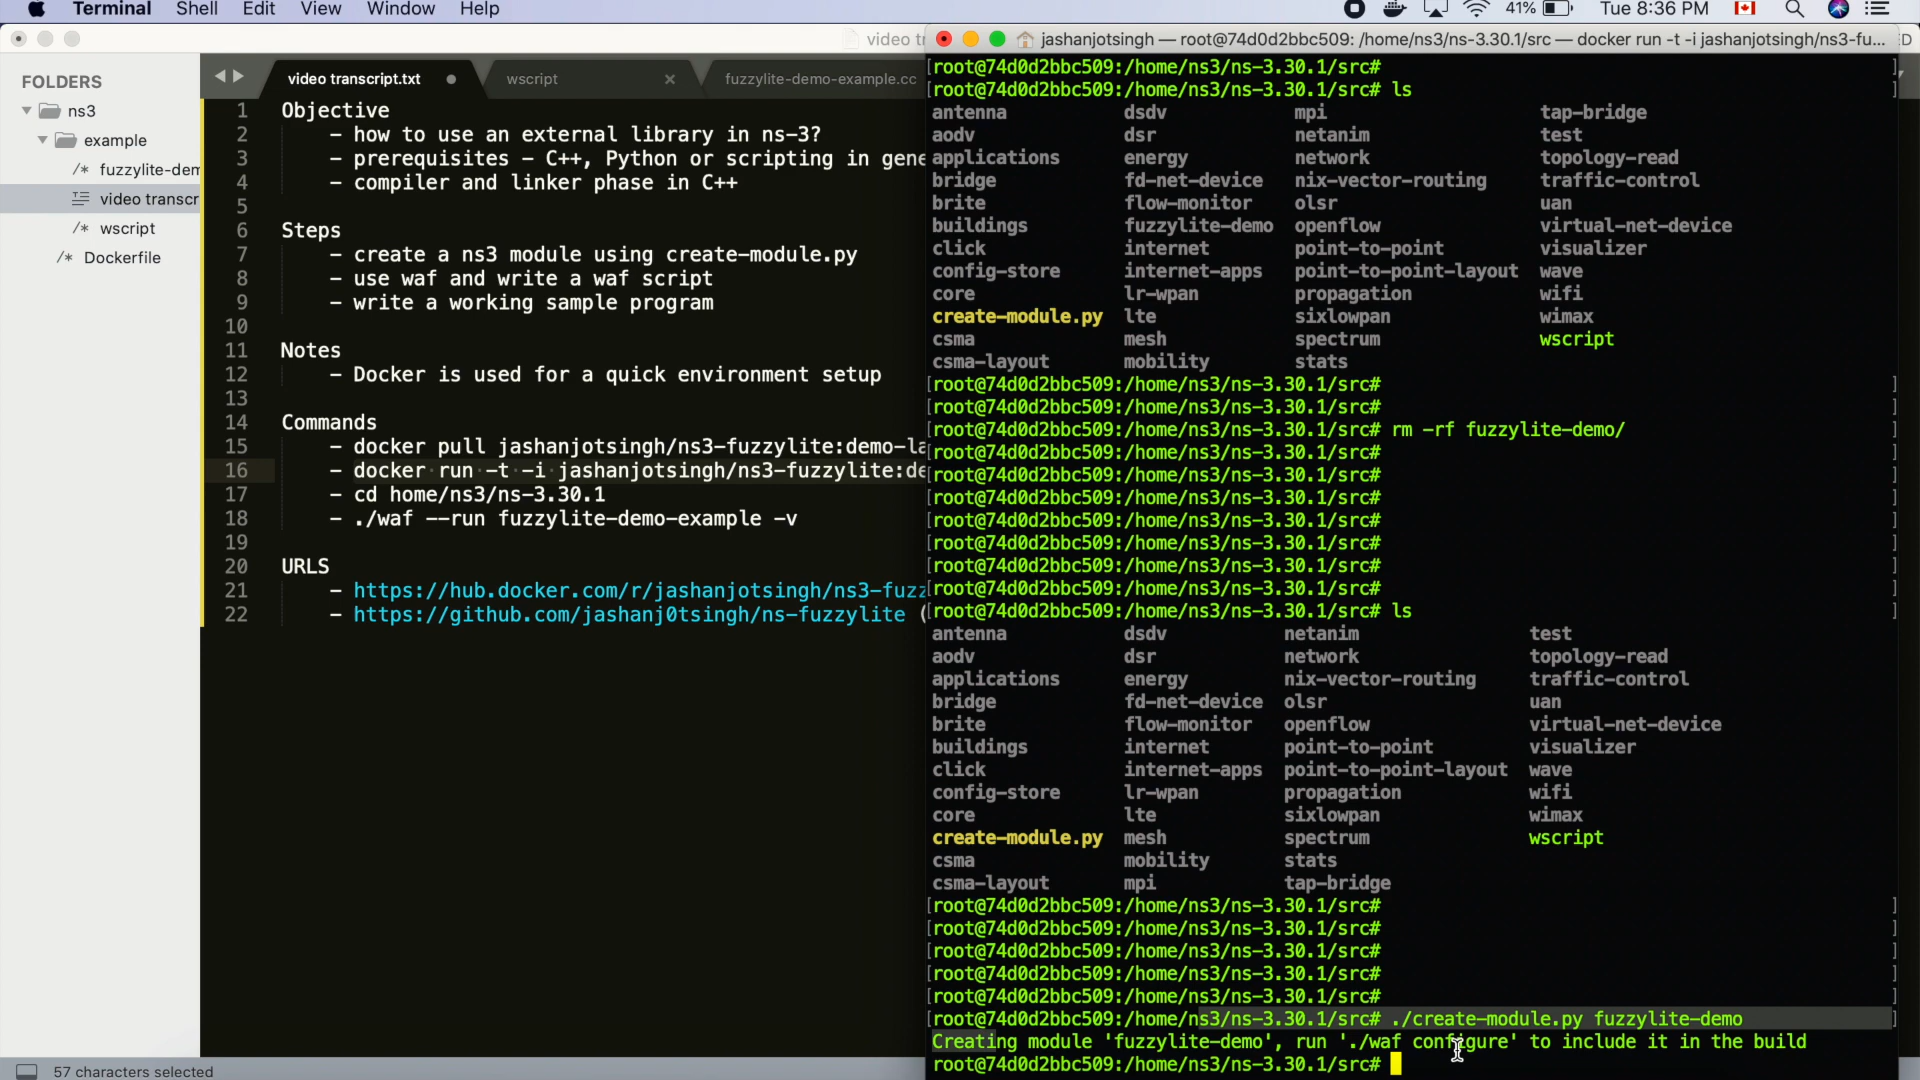 Terminal Shell Edit View Window Help 41% Tue 8:36 PM
video tr jashanjotsingh — root@74d0d2bbc509: /home/ns3/ns-3.30.1/src — docker run -t -i jashanjotsingh/ns3-fu...
FOLDERS
ns3
example
/* fuzzylite-dem
video transcr
/* wscript
/* Dockerfile
video transcript.txt wscript fuzzylite-demo-example.cc
1 Objective
2 - how to use an external library in ns-3?
3 - prerequisites - C++, Python or scripting in gene
4 - compiler and linker phase in C++
5
6 Steps
7 - create a ns3 module using create-module.py
8 - use waf and write a waf script
9 - write a working sample program
10
11 Notes
12 - Docker is used for a quick environment setup
13
14 Commands
15 - docker pull jashanjotsingh/ns3-fuzzylite:demo-la
16 - docker run -t -i jashanjotsingh/ns3-fuzzylite:de
17 - cd home/ns3/ns-3.30.1
18 - ./waf --run fuzzylite-demo-example -v
19
20 URLS
21 - https://hub.docker.com/r/jashanjotsingh/ns3-fuzz
22 - https://github.com/jashanj0tsingh/ns-fuzzylite (
57 characters selected
[root@74d0d2bbc509:/home/ns3/ns-3.30.1/src# ]
[root@74d0d2bbc509:/home/ns3/ns-3.30.1/src# ls ]
antenna dsdv mpi tap-bridge
aodv dsr netanim test
applications energy network topology-read
bridge fd-net-device nix-vector-routing traffic-control
brite flow-monitor olsr uan
buildings fuzzylite-demo openflow virtual-net-device
click internet point-to-point visualizer
config-store internet-apps point-to-point-layout wave
core lr-wpan propagation wifi
create-module.py lte sixlowpan wimax
csma mesh spectrum wscript
csma-layout mobility stats
[root@74d0d2bbc509:/home/ns3/ns-3.30.1/src# ]
[root@74d0d2bbc509:/home/ns3/ns-3.30.1/src# ]
[root@74d0d2bbc509:/home/ns3/ns-3.30.1/src# rm -rf fuzzylite-demo/ ]
[root@74d0d2bbc509:/home/ns3/ns-3.30.1/src# ]
[root@74d0d2bbc509:/home/ns3/ns-3.30.1/src# ]
[root@74d0d2bbc509:/home/ns3/ns-3.30.1/src# ]
[root@74d0d2bbc509:/home/ns3/ns-3.30.1/src# ]
[root@74d0d2bbc509:/home/ns3/ns-3.30.1/src# ]
[root@74d0d2bbc509:/home/ns3/ns-3.30.1/src# ]
[root@74d0d2bbc509:/home/ns3/ns-3.30.1/src# ]
[root@74d0d2bbc509:/home/ns3/ns-3.30.1/src# ls ]
antenna dsdv netanim test
aodv dsr network topology-read
applications energy nix-vector-routing traffic-control
bridge fd-net-device olsr uan
brite flow-monitor openflow virtual-net-device
buildings internet point-to-point visualizer
click internet-apps point-to-point-layout wave
config-store lr-wpan propagation wifi
core lte sixlowpan wimax
create-module.py mesh spectrum wscript
csma mobility stats
csma-layout mpi tap-bridge
[root@74d0d2bbc509:/home/ns3/ns-3.30.1/src# ]
[root@74d0d2bbc509:/home/ns3/ns-3.30.1/src# ]
[root@74d0d2bbc509:/home/ns3/ns-3.30.1/src# ]
[root@74d0d2bbc509:/home/ns3/ns-3.30.1/src# ]
[root@74d0d2bbc509:/home/ns3/ns-3.30.1/src# ]
[root@74d0d2bbc509:/home/ns3/ns-3.30.1/src# ./create-module.py fuzzylite-demo ]
Creating module 'fuzzylite-demo', run './waf configure' to include it in the build
root@74d0d2bbc509:/home/ns3/ns-3.30.1/src#